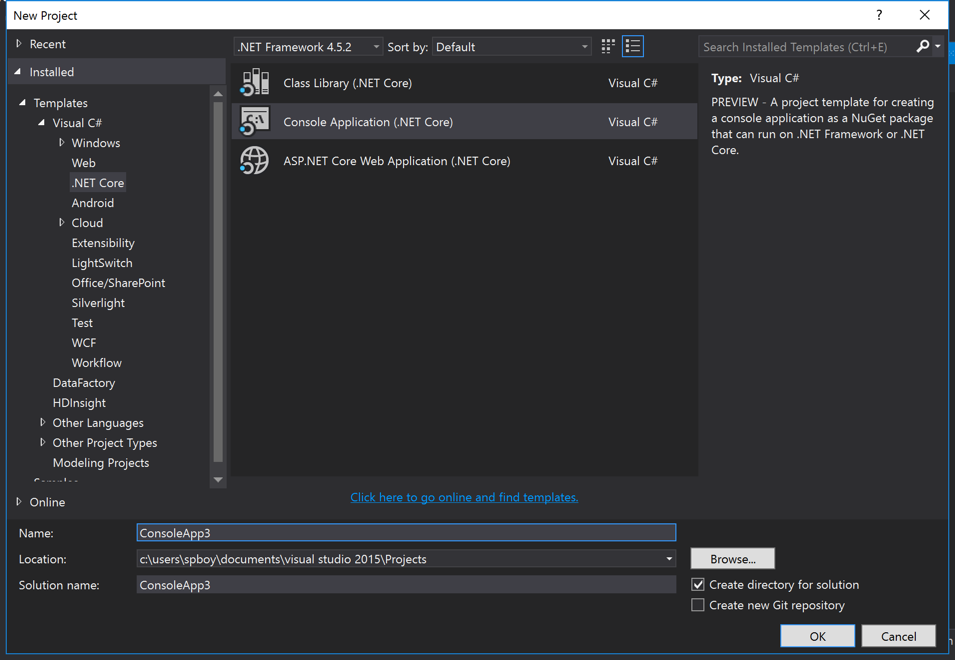 New Project
?
Recent
Installed
Templates
Visual C#
Windows
Web
.NET Core
Android
Cloud
Extensibility
LightSwitch
Office/SharePoint
Silverlight
Test
WCF
Workflow
DataFactory
HDInsight
Other Languages
Other Project Types
Modeling Projects
Online
.NET Framework 4.5.2
Sort by: Default
Class Library (.NET Core) Visual C#
Console Application (.NET Core) Visual C#
ASP.NET Core Web Application (.NET Core) Visual C#
Click here to go online and find templates.
Search Installed Templates (Ctrl+E)
Type: Visual C#
PREVIEW - A project template for creating
a console application as a NuGet package
that can run on .NET Framework or .NET
Core.
Name: ConsoleApp3
Location: c:\users\spboy\documents\visual studio 2015\Projects
Browse...
Solution name: ConsoleApp3
Create directory for solution
Create new Git repository
OK Cancel